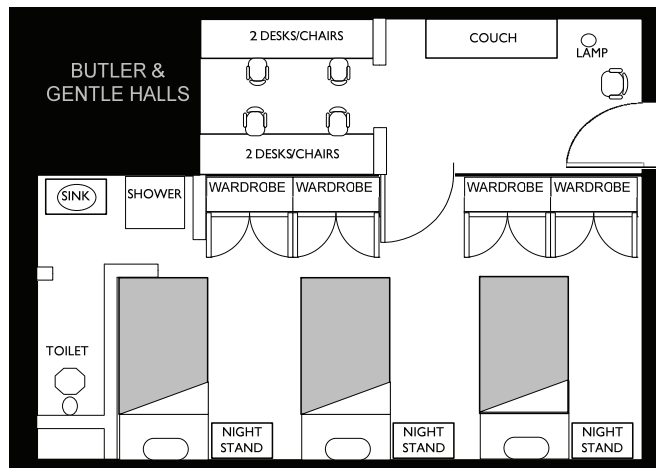 2 DESKS/CHAIRS
COUCH
LAMP
BUTLER &
GENTLE HALLS
2 DESKS/CHAIRS
SINK
SHOWER
WARDROBE
WARDROBE
WARDROBE
WARDROBE
TOILET
NIGHT
STAND
NIGHT
STAND
NIGHT
STAND